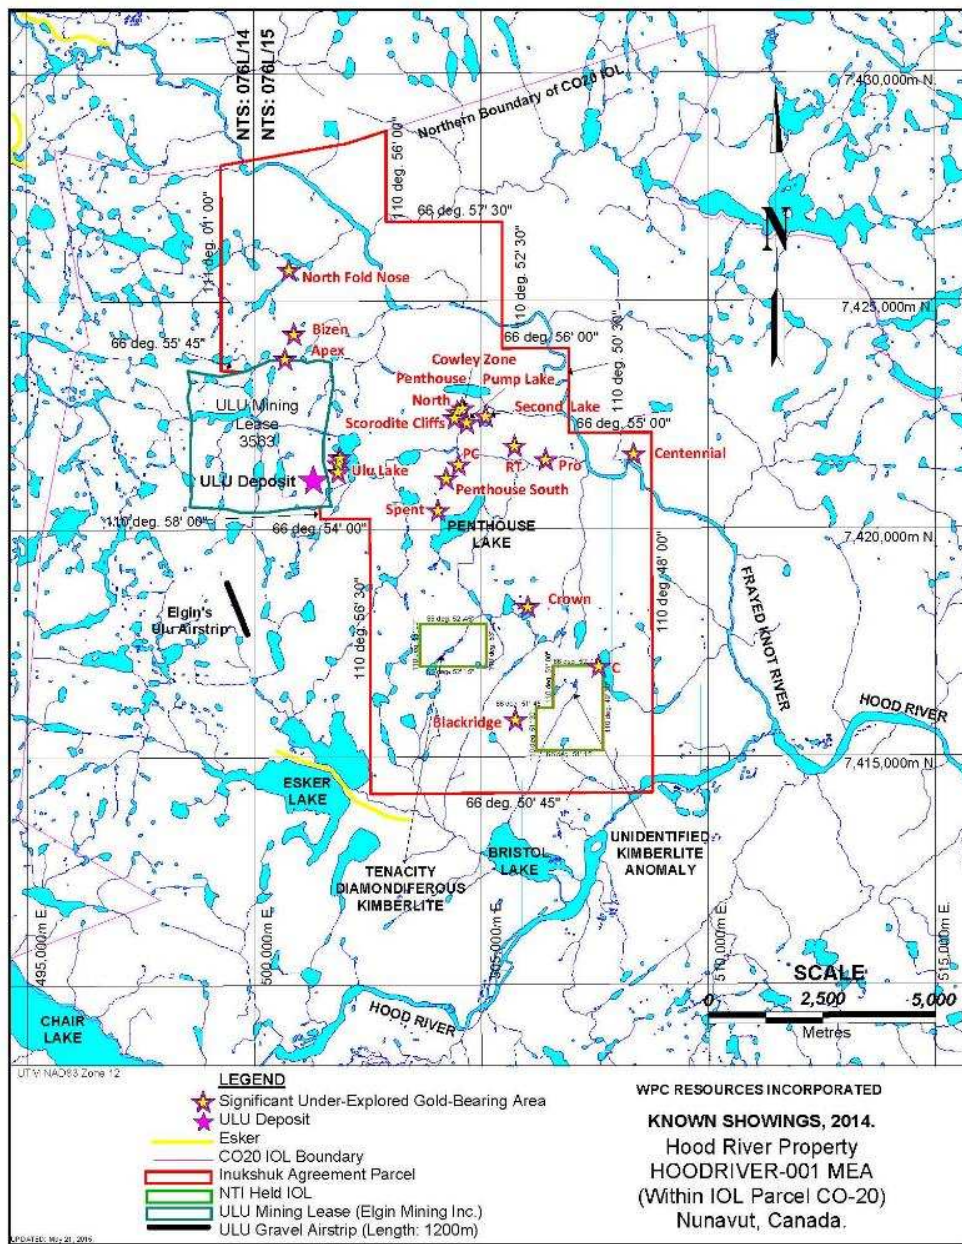 NTS: 076L/14
NTS: 076L/15
Northern Boundary of CO20 IOL
7,430,000m N.
110 deg. 56' 00"
66 deg. 57' 30"
111 deg. 01' 00"
N
110 deg. 52' 30"
North Fold Nose
7,425,000m N.
66 deg. 55' 45"
Bizen
Apex
66 deg. 56' 00"
110 deg. 50' 30"
Cowley Zone
Penthouse
Pump Lake
North
Second Lake
Scorodite Cliffs
66 deg. 55' 00"
ULU Mining
Lease
3563
PC
RT
Pro
Centennial
Ulu Lake
ULU Deposit
Penthouse South
Spent
110 deg. 58' 00"
66 deg. 54' 00"
PENTHOUSE
LAKE
7,420,000m N.
110 deg. 56' 30"
110 deg. 48' 00"
FRAYED KNOT RIVER
Elgin's
Ulu Airstrip
Crown
C
Blackridge
HOOD RIVER
7,415,000m N.
ESKER
LAKE
66 deg. 50' 45"
BRISTOL
LAKE
UNIDENTIFIED
KIMBERLITE
ANOMALY
TENACITY
DIAMONDIFEROUS
KIMBERLITE
495,000m E.
500,000m E.
505,000m E.
510,000m E.
515,000m E.
SCALE
0 2,500 5,000
Metres
HOOD RIVER
CHAIR
LAKE
UTM NAD83 Zone 12
LEGEND
Significant Under-Explored Gold-Bearing Area
ULU Deposit
Esker
CO20 IOL Boundary
Inukshuk Agreement Parcel
NTI Held IOL
ULU Mining Lease (Elgin Mining Inc.)
ULU Gravel Airstrip (Length: 1200m)
WPC RESOURCES INCORPORATED
KNOWN SHOWINGS, 2014.
Hood River Property
HOODRIVER-001 MEA
(Within IOL Parcel CO-20)
Nunavut, Canada.